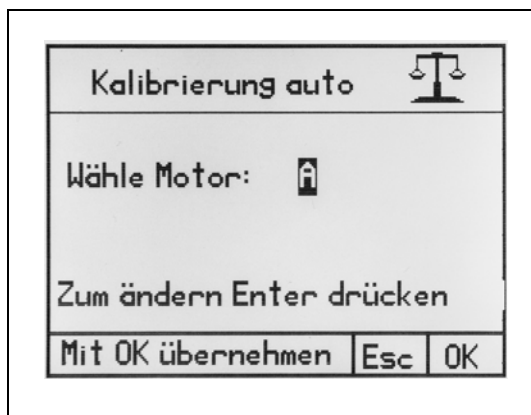 Kalibrierung auto
Wähle Motor: A
Zum ändern Enter drücken
Mit OK übernehmen Esc OK